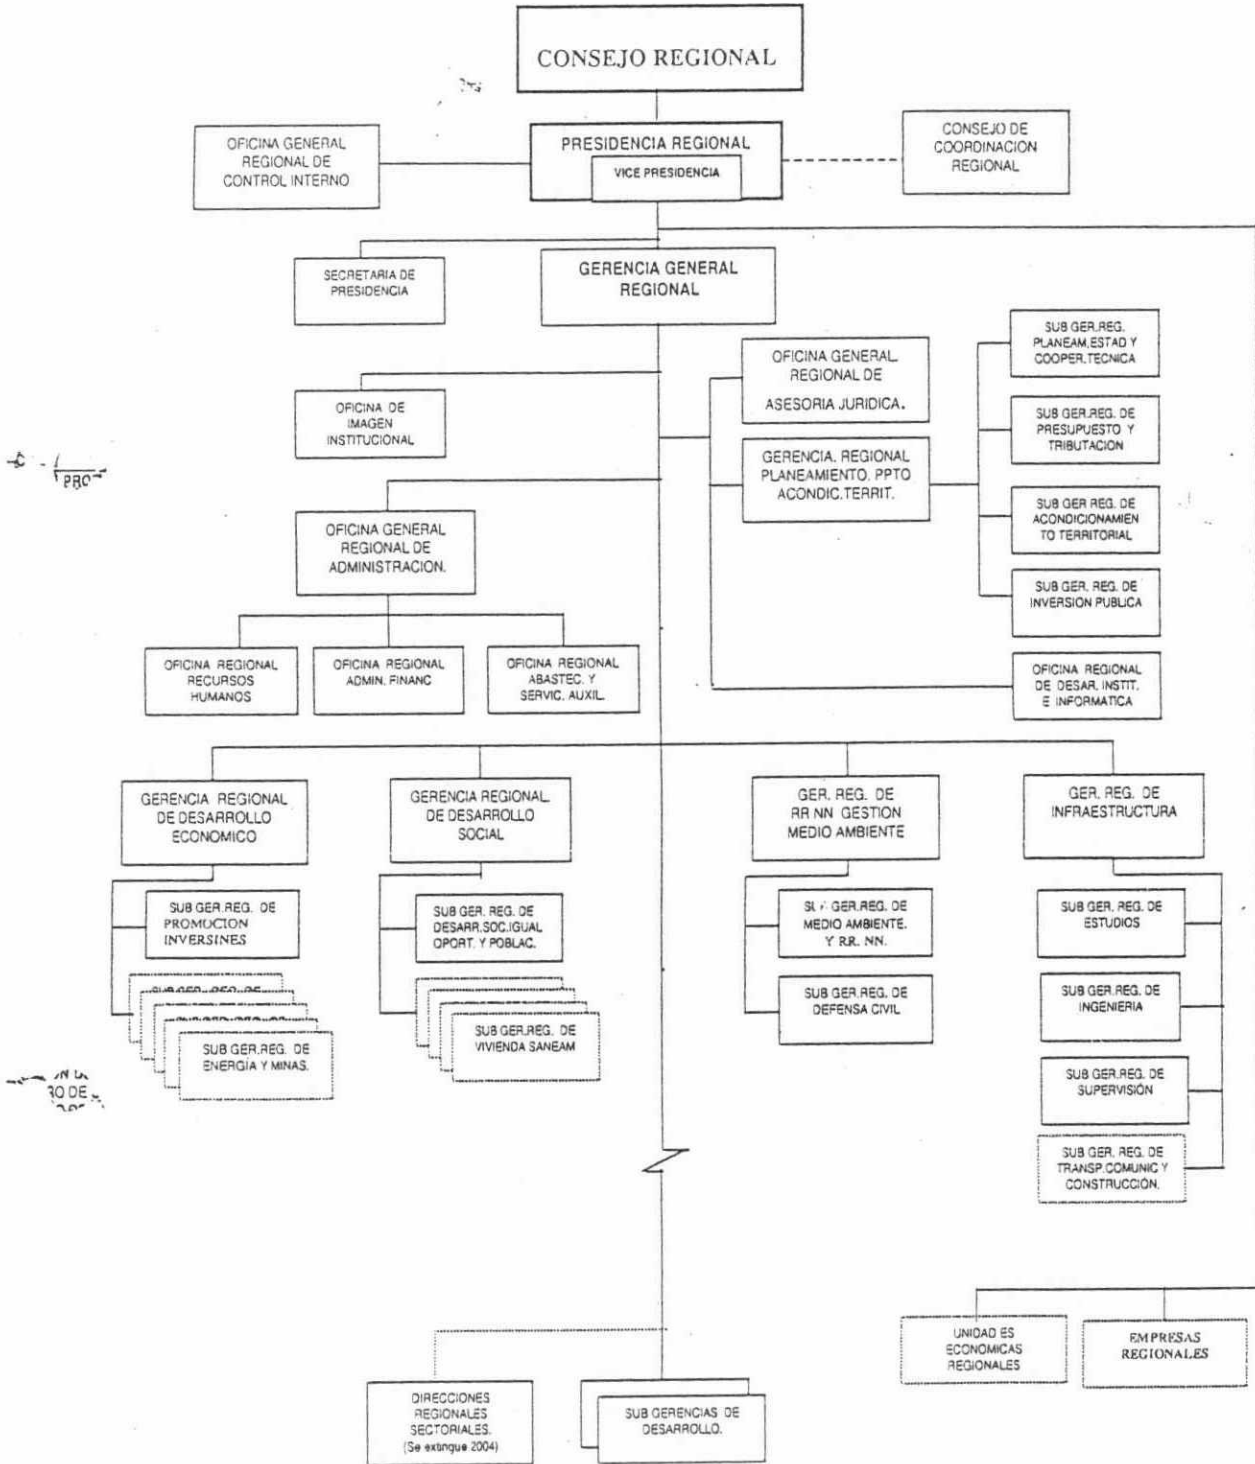 CONSEJO REGIONAL
OFICINA GENERAL
REGIONAL DE
CONTROL INTERNO
PRESIDENCIA REGIONAL
VICE PRESIDENCIA
CONSEJO DE
COORDINACION
REGIONAL
SECRETARIA DE
PRESIDENCIA
GERENCIA GENERAL
REGIONAL
OFICINA DE
IMAGEN
INSTITUCIONAL
OFICINA GENERAL
REGIONAL DE
ASESORIA JURIDICA.
GERENCIA. REGIONAL
PLANEAMIENTO. PPTO
ACONDIC.TERRIT.
SUB GER.REG.
PLANEAM.ESTAD Y
COOPER.TECNICA
SUB GER.REG. DE
PRESUPUESTO Y
TRIBUTACION
SUB GER.REG. DE
ACONDICIONAMIEN
TO TERRITORIAL
SUB GER. REG. DE
INVERSION PUBLICA
OFICINA REGIONAL
DE DESAR. INSTIT.
E INFORMATICA
OFICINA GENERAL
REGIONAL DE
ADMINISTRACION.
OFICINA REGIONAL
RECURSOS
HUMANOS
OFICINA REGIONAL
ADMIN. FINANC
OFICINA REGIONAL
ABASTEC. Y
SERVIC. AUXIL.
GERENCIA REGIONAL
DE DESARROLLO
ECONOMICO
GERENCIA REGIONAL
DE DESARROLLO
SOCIAL
GER. REG. DE
RR NN GESTION
MEDIO AMBIENTE
GER. REG. DE
INFRAESTRUCTURA
SUB GER.REG. DE
PROMOCION
INVERSINES
SUB GER.REG. DE
ENERGIA Y MINAS.
SUB GER. REG. DE
DESARR.SOC.IGUAL
OPORT. Y POBLAC.
SUB GER.REG. DE
VIVIENDA SANEAM
GER.REG. DE
MEDIO AMBIENTE.
Y RR. NN.
SUB GER.REG. DE
DEFENSA CIVIL
SUB GER. REG. DE
ESTUDIOS
SUB GER.REG. DE
INGENIERIA
SUB GER.REG. DE
SUPERVISIÓN
SUB GER. REG. DE
TRANSP.COMUNIC Y
CONSTRUCCIÓN.
UNIDAD ES
ECONOMICAS
REGIONALES
EMPRESAS
REGIONALES
DIRECCIONES
REGIONALES
SECTORIALES.
(Se extingue 2004)
SUB GERENCIAS DE
DESARROLLO.